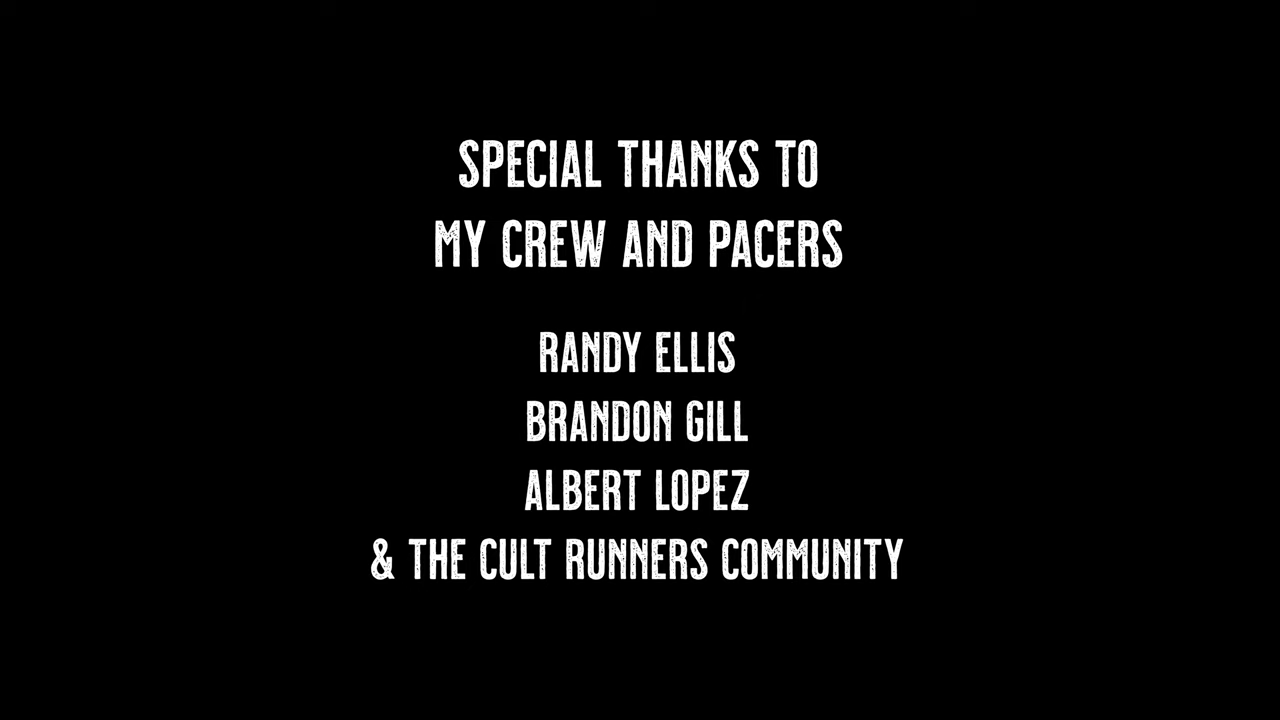 SPECIAL THANKS TO
MY CREW AND PACERS
RANDY ELLIS
BRANDON GILL
ALBERT LOPEZ
& THE CULT RUNNERS COMMUNITY